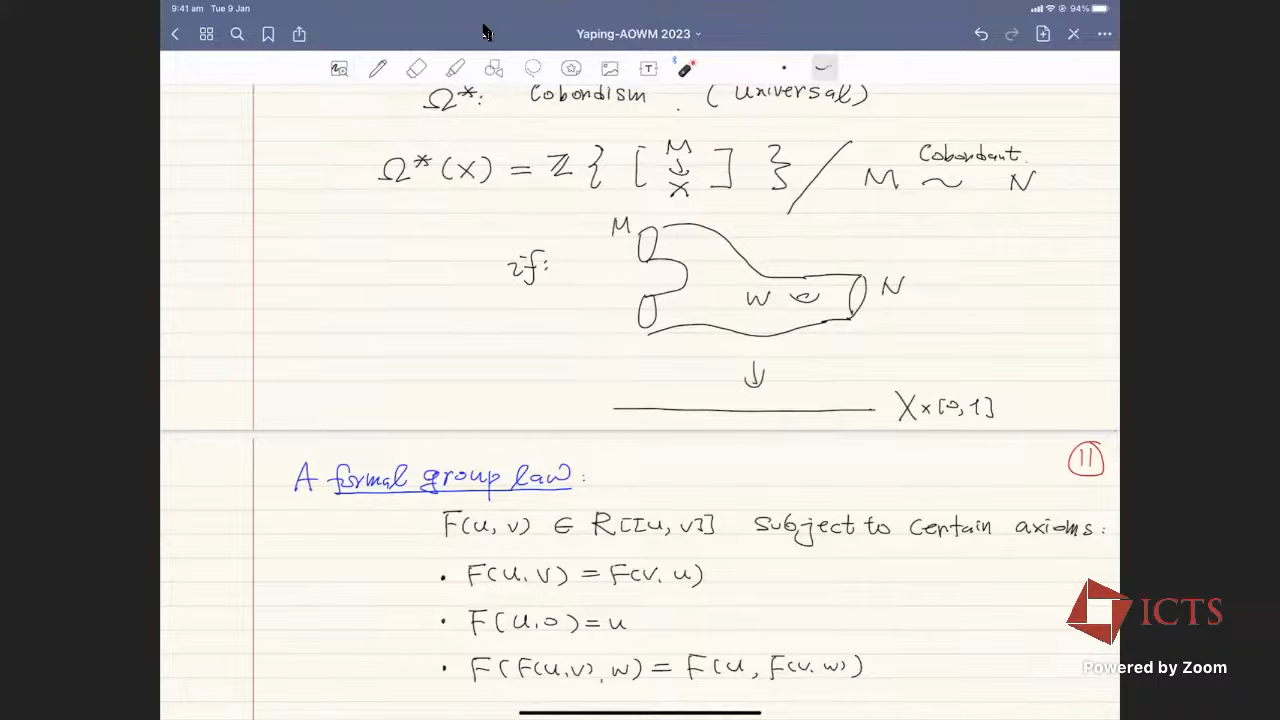 9:41 am Tue 9 Jan
94%
Yaping-AOWM 2023
Ω*: Cobordism . (universal)
Ω*(X) = ℤ { [ M ↓ X ] } / M ~ N
Cobordant.
M
if:
W
N
↓
X×[0,1]
A formal group law:
11
F(u,v) ∈ R[[u,v]] subject to certain axioms:
· F(u,v) = F(v,u)
· F(u,0) = u
· F(F(u,v),w) = F(u, F(v,w))
ICTS
Powered by Zoom